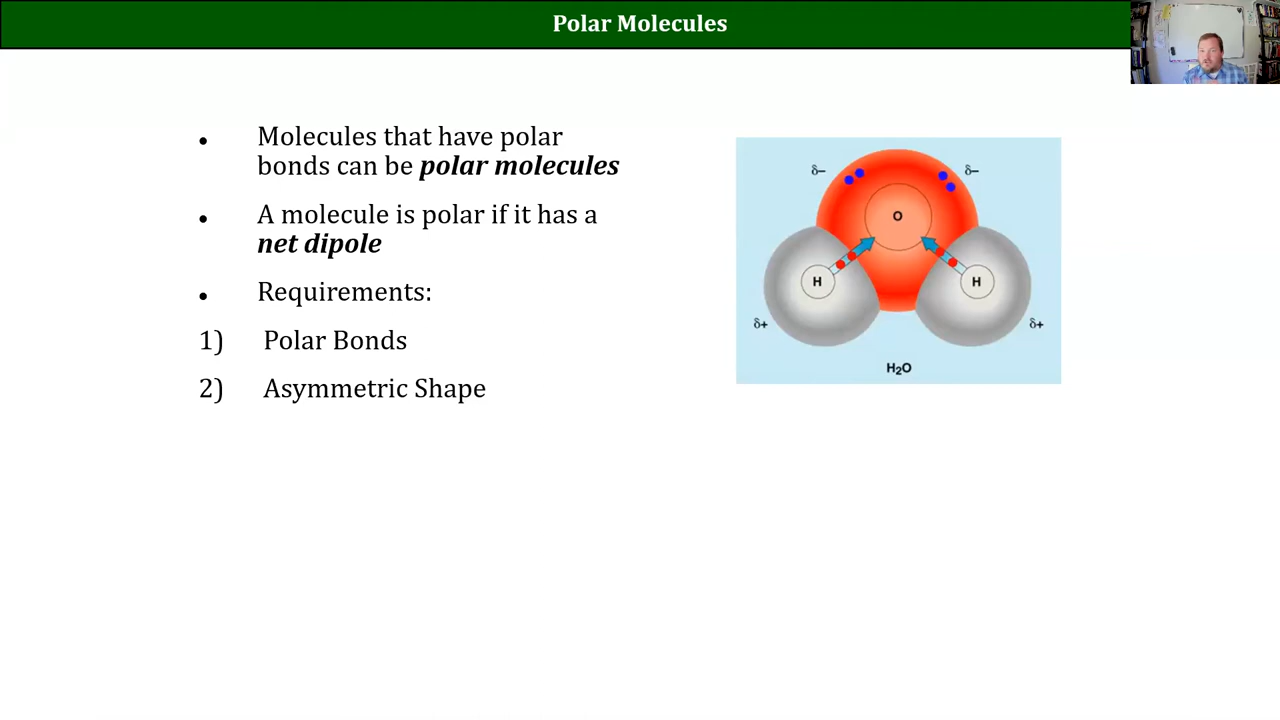 Polar Molecules
• Molecules that have polar
bonds can be polar molecules
• A molecule is polar if it has a
net dipole
• Requirements:
1) Polar Bonds
2) Asymmetric Shape
δ− δ−
O
H H
δ+ δ+
H₂O